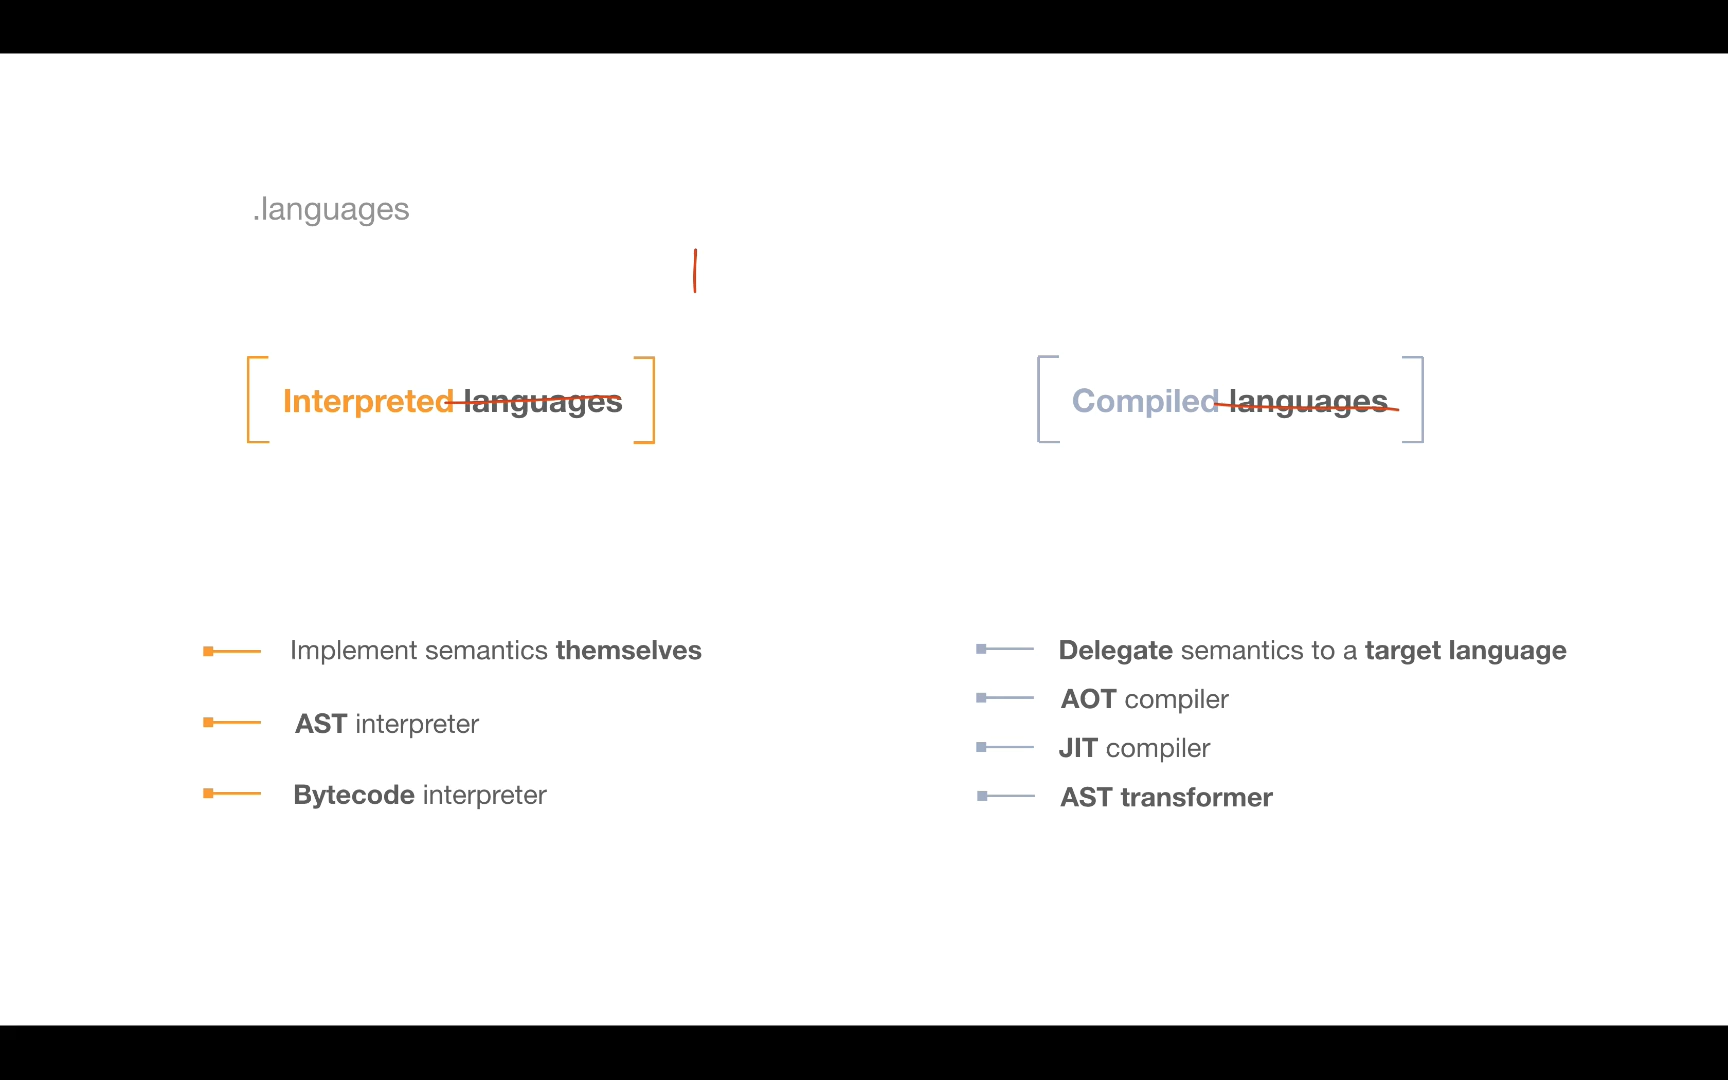 .languages
Interpreted languages
Compiled languages
Implement semantics themselves
AST interpreter
Bytecode interpreter
Delegate semantics to a target language
AOT compiler
JIT compiler
AST transformer